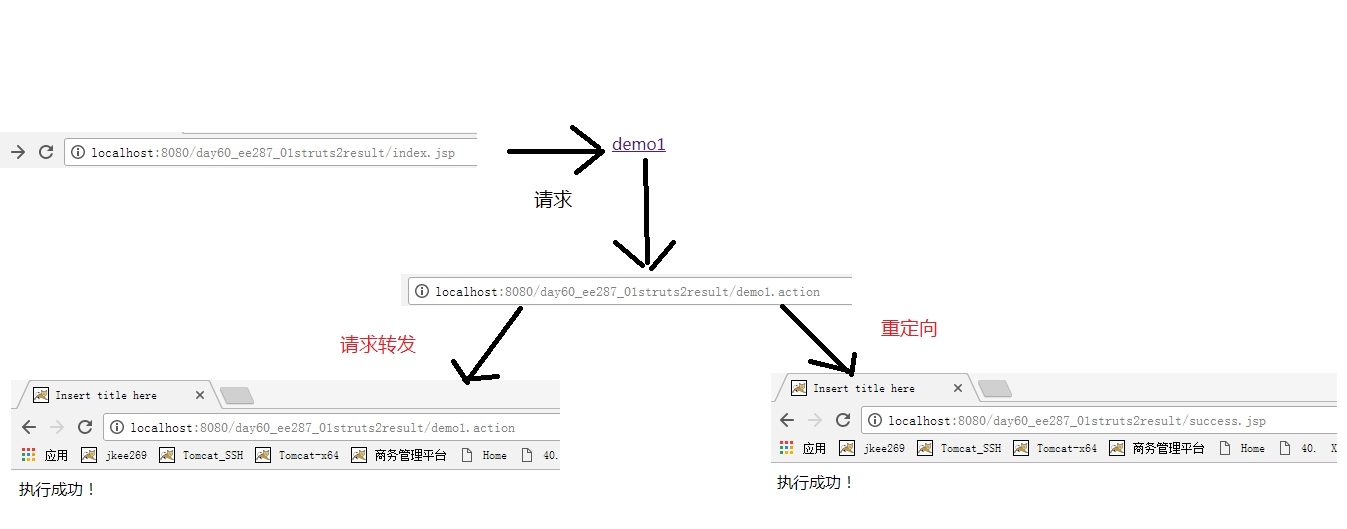 localhost:8080/day60_ee287_01struts2result/index.jsp
demo1
请求
localhost:8080/day60_ee287_01struts2result/demo1.action
请求转发
重定向
Insert title here
localhost:8080/day60_ee287_01struts2result/demo1.action
应用 jkee269 Tomcat_SSH Tomcat-x64 商务管理平台 Home 40.
执行成功！
Insert title here
localhost:8080/day60_ee287_01struts2result/success.jsp
应用 jkee269 Tomcat_SSH Tomcat-x64 商务管理平台 Home 40. X
执行成功！